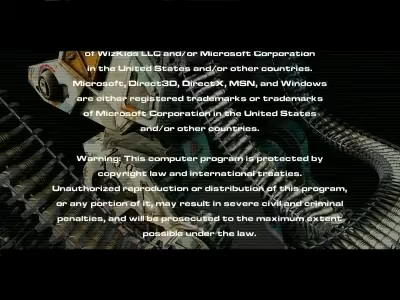 of WizKids LLC and/or Microsoft Corporation
in the United States and/or other countries.
Microsoft, Direct3D, DirectX, MSN, and Windows
are either registered trademarks or trademarks
of Microsoft Corporation in the United States
and/or other countries.
Warning: This computer program is protected by
copyright law and international treaties.
Unauthorized reproduction or distribution of this program,
or any portion of it, may result in severe civil and criminal
penalties, and will be prosecuted to the maximum extent
possible under the law.